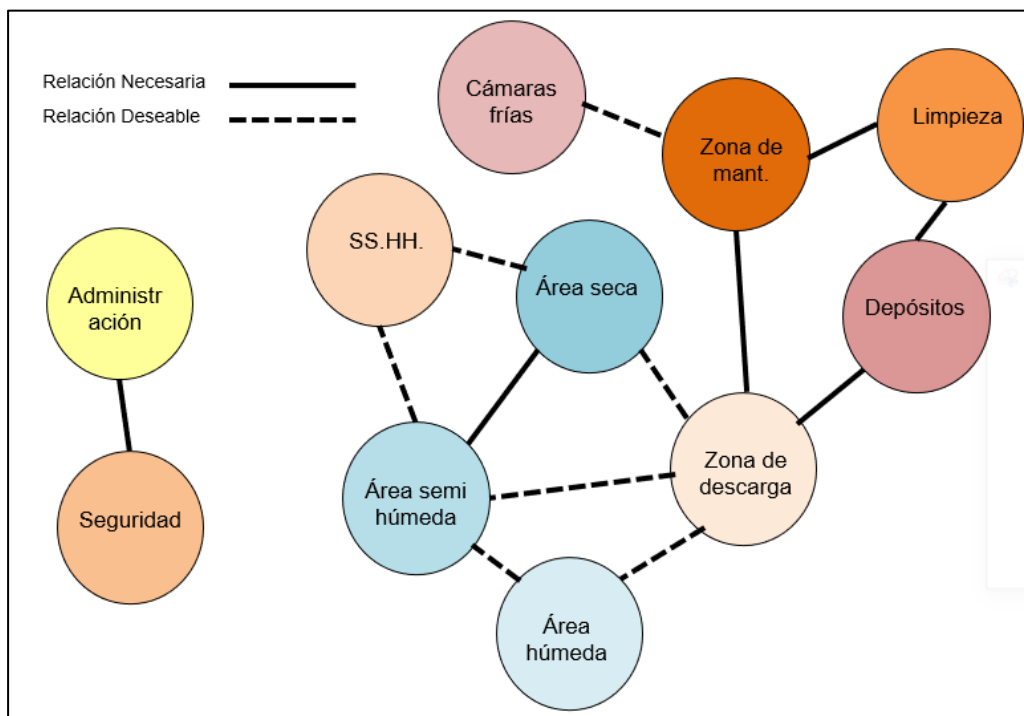 Relación Necesaria
Relación Deseable
Cámaras
frías
Zona de
mant.
Limpieza
SS.HH.
Área seca
Administr
ación
Depósitos
Zona de
descarga
Área semi
húmeda
Seguridad
Área
húmeda